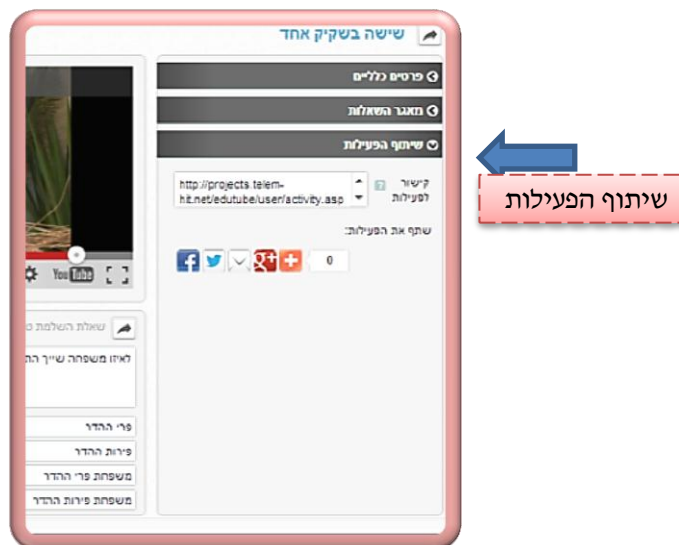 שישה בשקיק אחד
פרטים כלליים
מאגר השאלות
שיתוף הפעילות
קישור לפעילות
http://projects.telem-
hit.net/edutube/user/activity.asp
שתף את הפעילות:
0
YouTube
שאלת השלמת
לאיזו משפחה שייך
פרי ההדר
פירות ההדר
משפחת פרי ההדר
משפחת פירות ההדר
שיתוף הפעילות